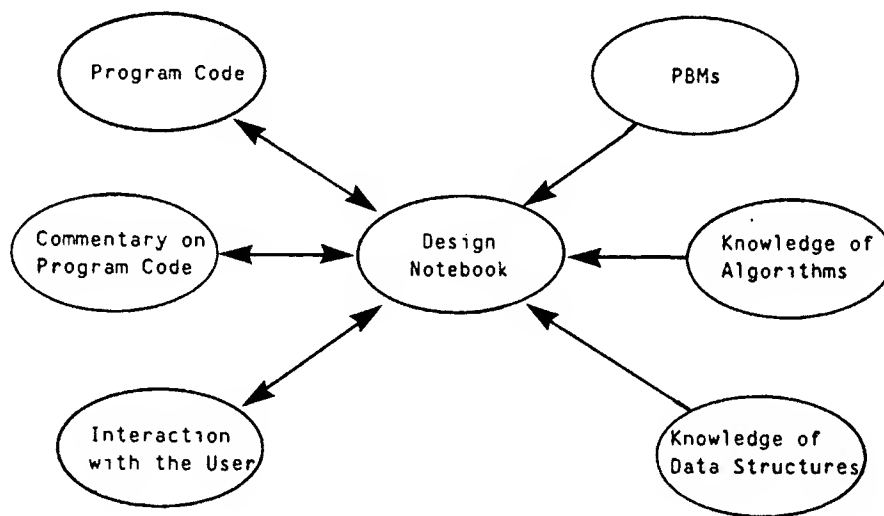 Program Code
PBMs
Commentary on
Program Code
Design
Notebook
Knowledge of
Algorithms
Interaction
with the User
Knowledge of
Data Structures